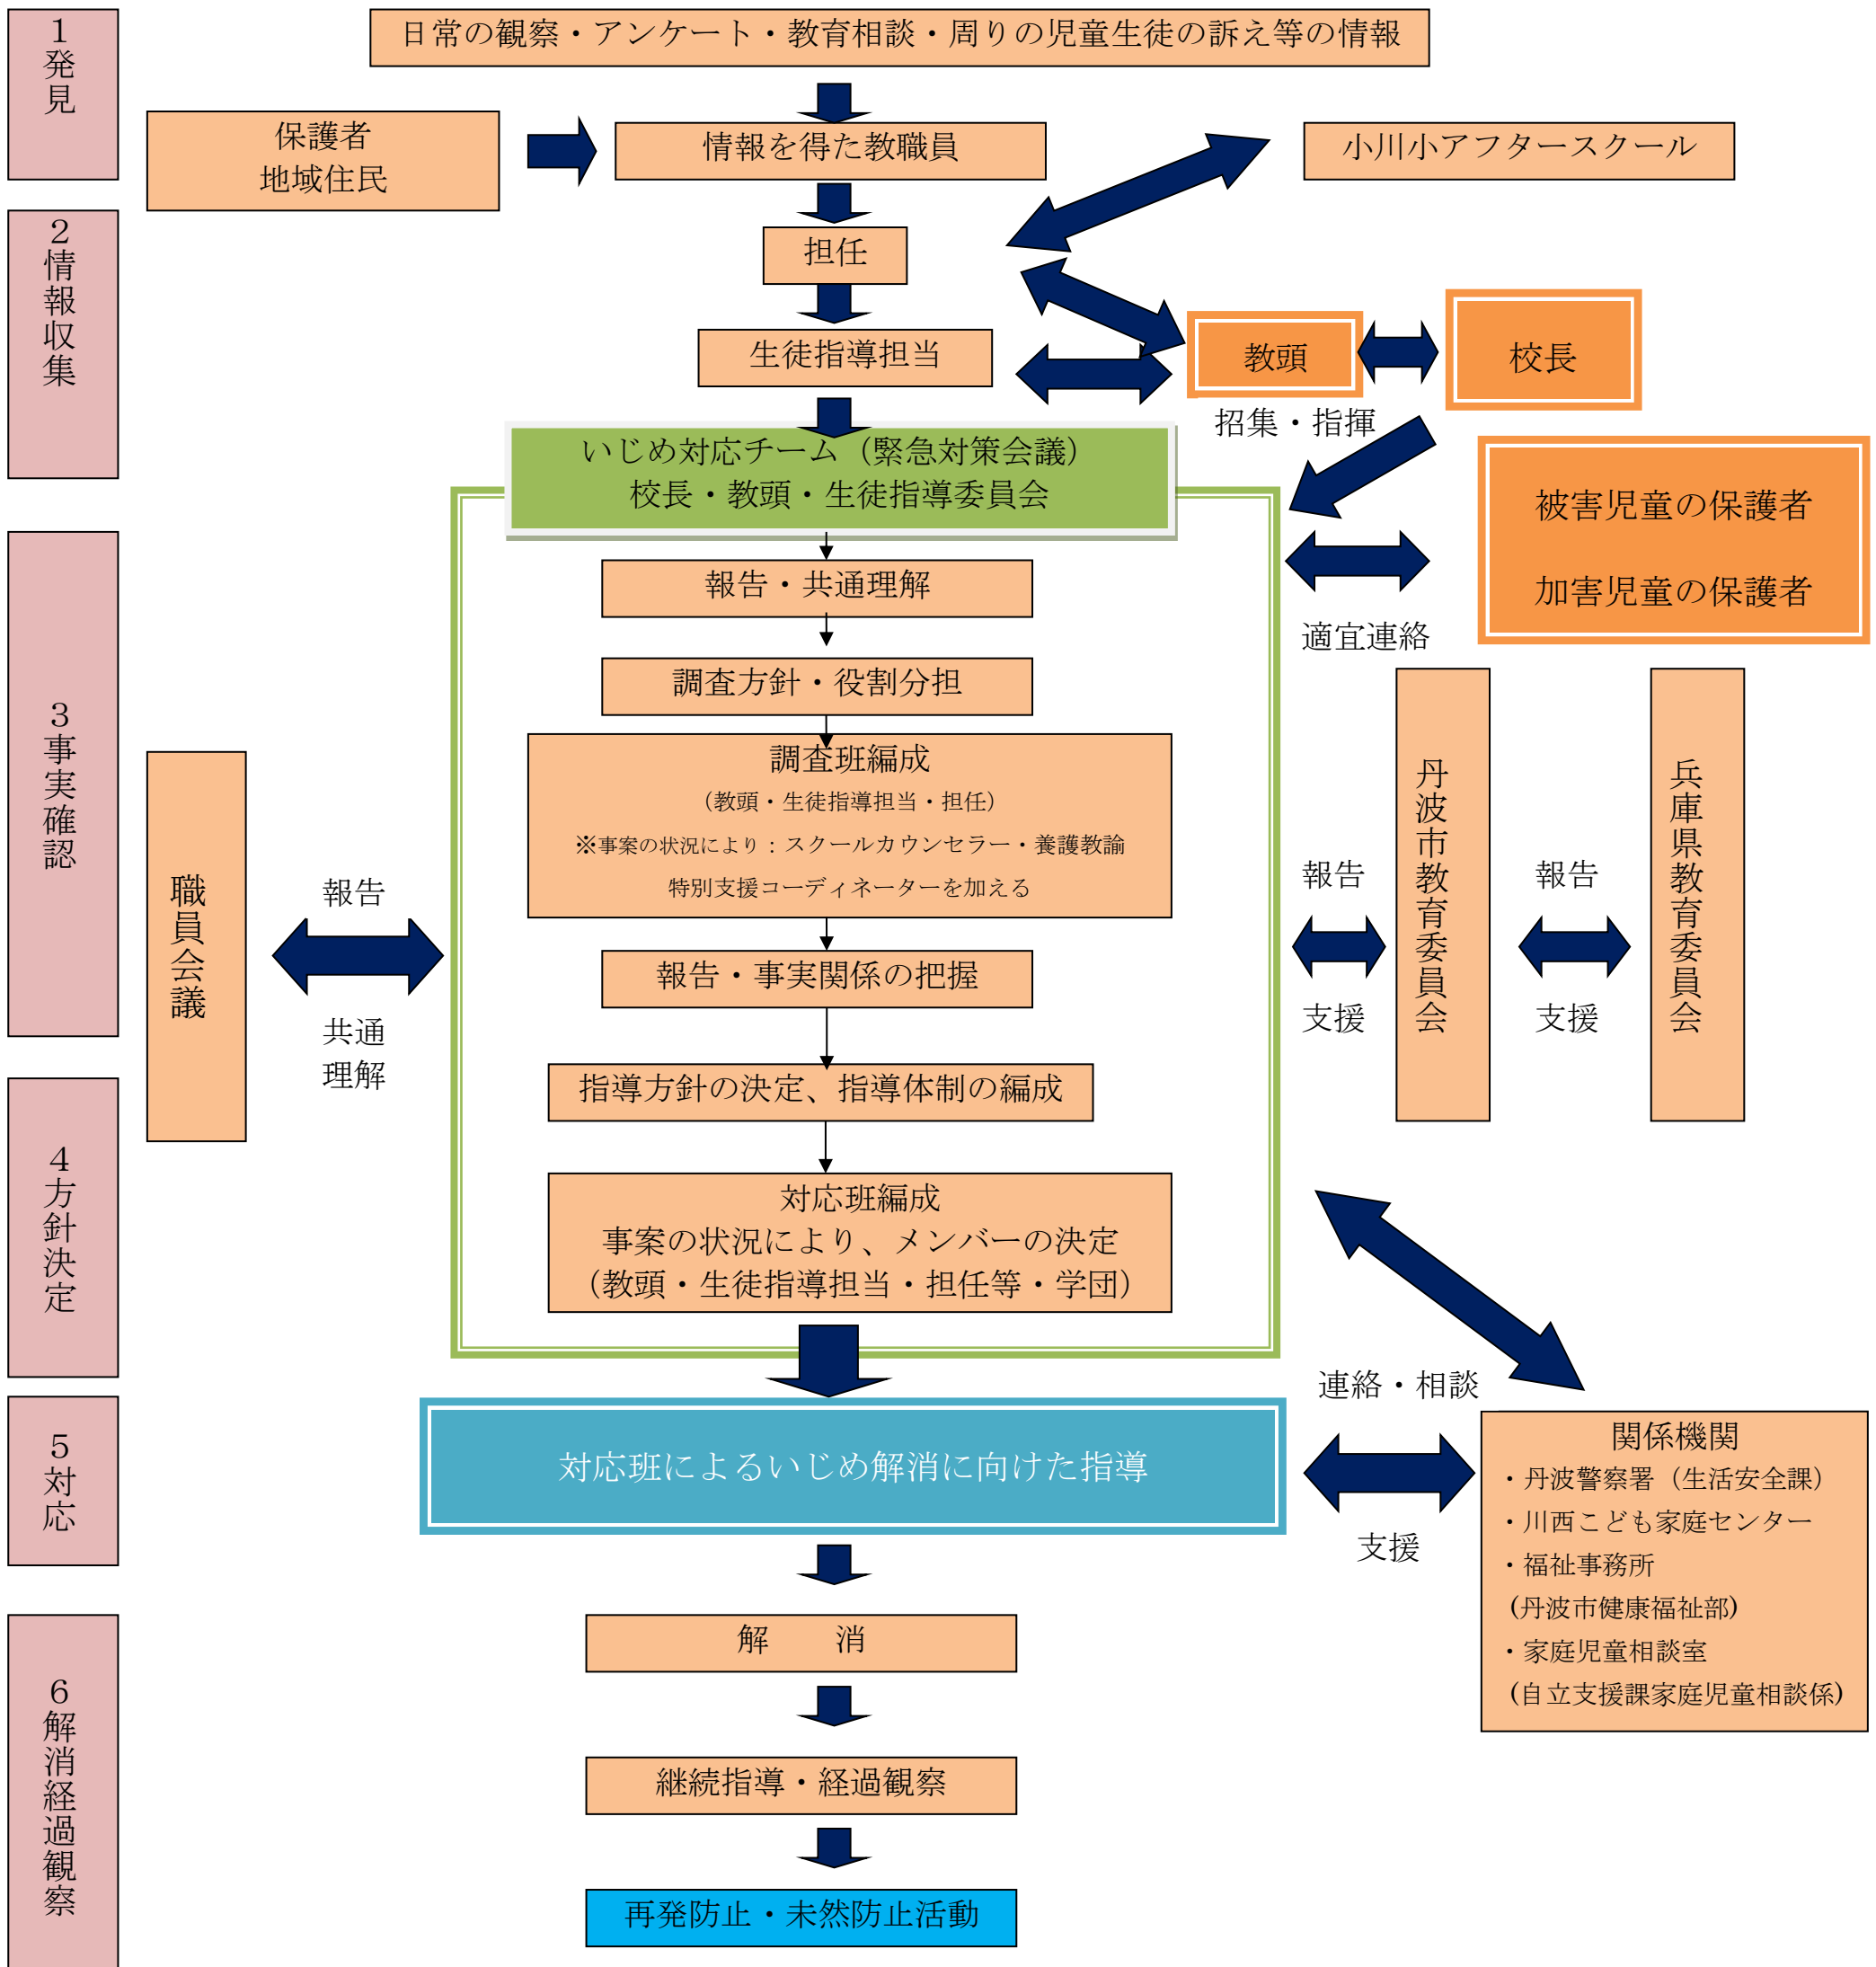 1発見
日常の観察・アンケート・教育相談・周りの児童生徒の訴え等の情報
保護者
地域住民
情報を得た教職員
小川小アフタースクール
2情報収集
担任
生徒指導担当
教頭
校長
招集・指揮
いじめ対応チーム（緊急対策会議）
校長・教頭・生徒指導委員会
被害児童の保護者
加害児童の保護者
適宜連絡
3事実確認
報告・共通理解
調査方針・役割分担
調査班編成
（教頭・生徒指導担当・担任）
※事案の状況により：スクールカウンセラー・養護教諭
特別支援コーディネーターを加える
報告・事実関係の把握
職員会議
報告
共通
理解
報告
支援
丹波市教育委員会
報告
支援
兵庫県教育委員会
4方針決定
指導方針の決定、指導体制の編成
対応班編成
事案の状況により、メンバーの決定
（教頭・生徒指導担当・担任等・学団）
5対応
対応班によるいじめ解消に向けた指導
連絡・相談
支援
関係機関
・丹波警察署（生活安全課）
・川西こども家庭センター
・福祉事務所
(丹波市健康福祉部)
・家庭児童相談室
(自立支援課家庭児童相談係)
6解消経過観察
解　消
継続指導・経過観察
再発防止・未然防止活動